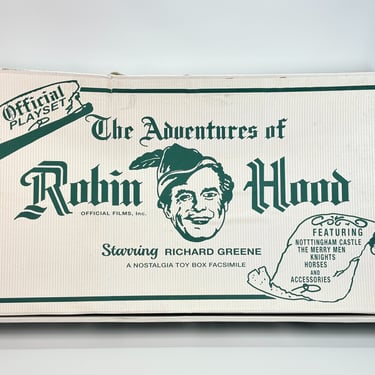 Official
PLAYSET
The Adventures of
Robin Hood
OFFICIAL FILMS, Inc.
Starring RICHARD GREENE
A NOSTALGIA TOY BOX FACSIMILE
FEATURING
NOTTTINGHAM CASTLE
THE MERRY MEN
KNIGHTS
HORSES
AND
ACCESSORIES